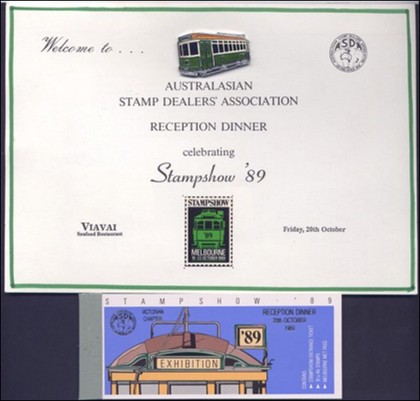 Welcome to . . .
ASDA
AUSTRALASIAN
STAMP DEALERS' ASSOCIATION
RECEPTION DINNER
celebrating
Stampshow '89
STAMPSHOW
'89
MELBOURNE
VIAVAI
Seafood Restaurant
Friday, 20th October
STAMPSHOW '89
VICTORIAN
CHAPTER
RECEPTION DINNER
20th OCTOBER
1989
'89
EXHIBITION